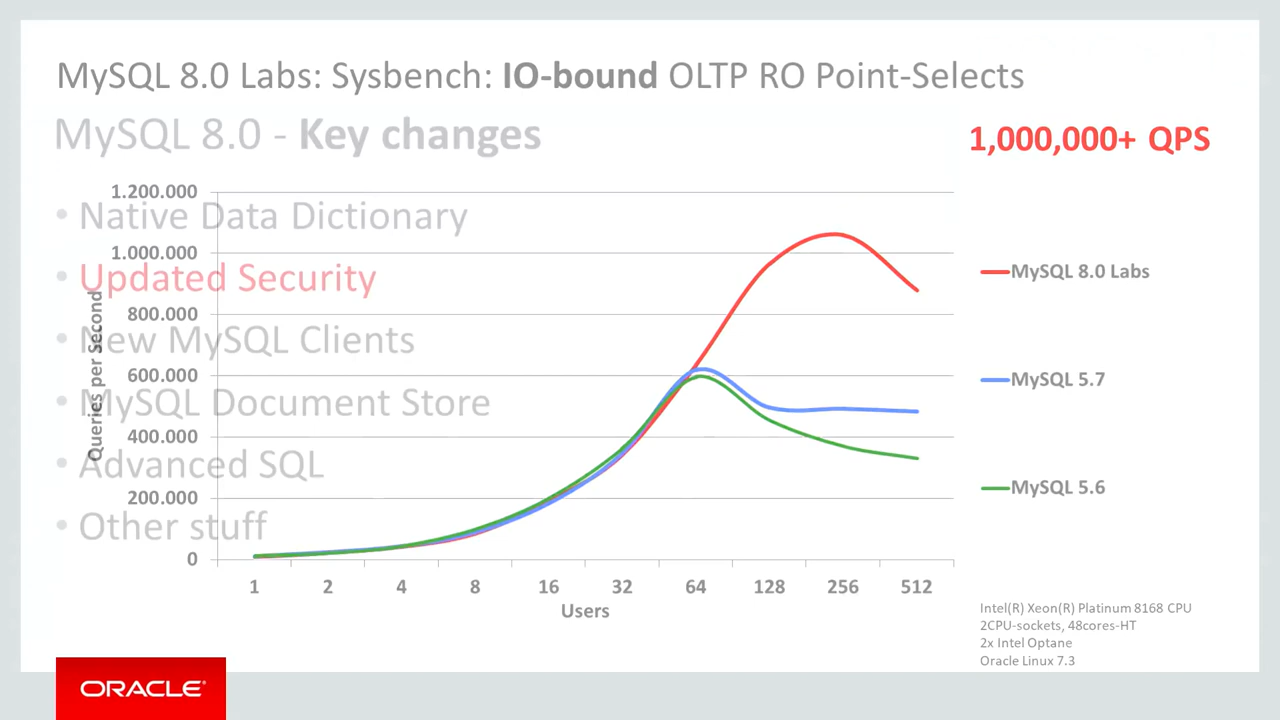 MySQL 8.0 Labs: Sysbench: IO-bound OLTP RO Point-Selects
MySQL 8.0 - Key changes
1,000,000+ QPS
• Native Data Dictionary
• Updated Security
• New MySQL Clients
• MySQL Document Store
• Advanced SQL
• Other stuff
Queries per Second
1.200.000
1.000.000
800.000
600.000
400.000
200.000
0
1 2 4 8 16 32 64 128 256 512
Users
MySQL 8.0 Labs
MySQL 5.7
MySQL 5.6
Intel(R) Xeon(R) Platinum 8168 CPU
2CPU-sockets, 48cores-HT
2x Intel Optane
Oracle Linux 7.3
ORACLE®